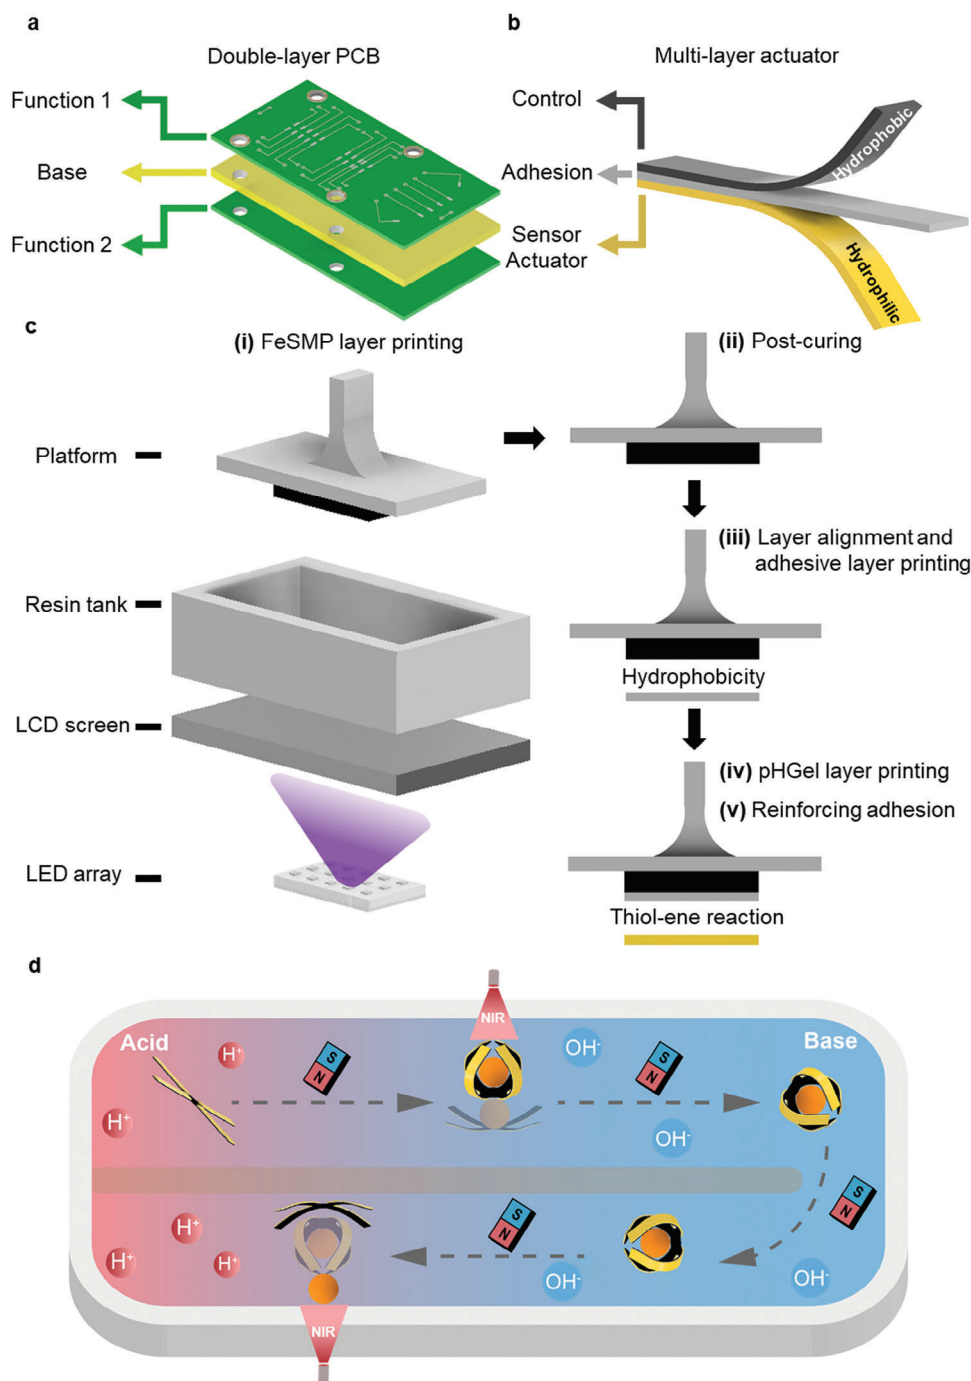 a
Double-layer PCB
Function 1
Base
Function 2
b
Multi-layer actuator
Control
Adhesion
Sensor
Actuator
Hydrophobic
Hydrophilic
c
(i) FeSMP layer printing
Platform
Resin tank
LCD screen
LED array
(ii) Post-curing
(iii) Layer alignment and
adhesive layer printing
Hydrophobicity
(iv) pHGel layer printing
(v) Reinforcing adhesion
Thiol-ene reaction
d
Acid
H⁺
H⁺
S
N
NIR
OH⁻
OH⁻
S
N
Base
H⁺
H⁺
H⁺
NIR
S
N
OH⁻
S
N
OH⁻